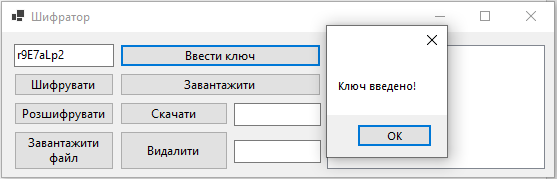 Шифратор
r9E7aLp2
Ввести ключ
Шифрувати
Завантажити
Розшифрувати
Скачати
Завантажити
файл
Видалити
Ключ введено!
OK